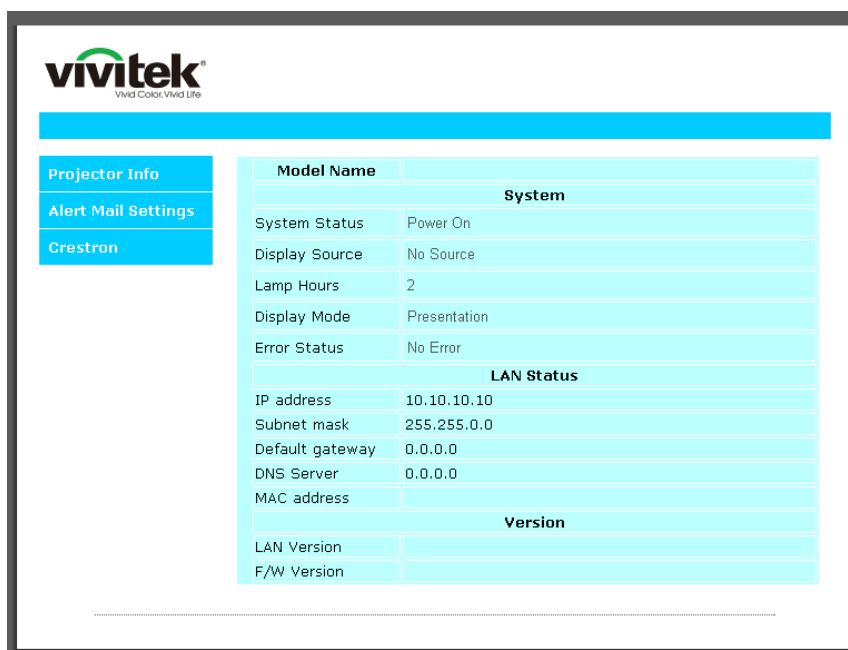 vivitek®
Vivid Color. Vivid Life
Projector Info
Alert Mail Settings
Crestron
Model Name
System
System Status Power On
Display Source No Source
Lamp Hours 2
Display Mode Presentation
Error Status No Error
LAN Status
IP address 10.10.10.10
Subnet mask 255.255.0.0
Default gateway 0.0.0.0
DNS Server 0.0.0.0
MAC address
Version
LAN Version
F/W Version